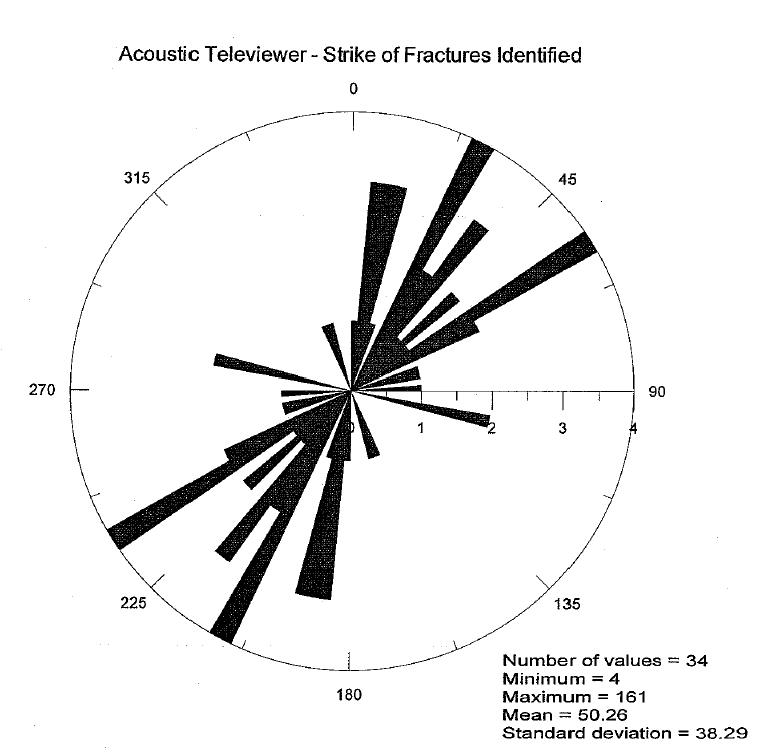 Acoustic Televiewer - Strike of Fractures Identified
0
315
45
270
90
0 1 2 3 4
225
135
180
Number of values = 34
Minimum = 4
Maximum = 161
Mean = 50.26
Standard deviation = 38.29